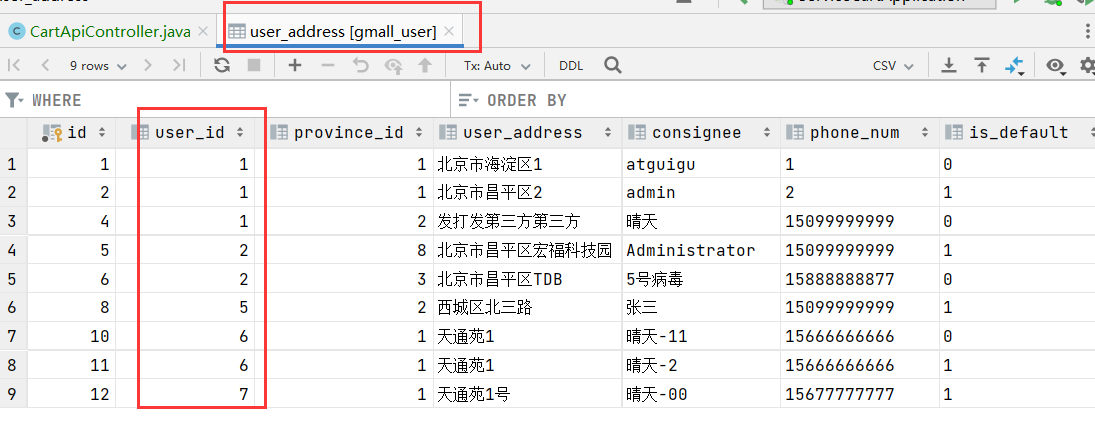 CartApiController.java user_address [gmall_user]
9 rows Tx: Auto DDL CSV
WHERE ORDER BY
id user_id province_id user_address consignee phone_num is_default
1 1 1 1 北京市海淀区1 atguigu 1 0
2 2 1 1 北京市昌平区2 admin 2 1
3 4 1 2 发打发第三方第三方 晴天 15099999999 0
4 5 2 8 北京市昌平区宏福科技园 Administrator 15099999999 1
5 6 2 3 北京市昌平区TDB 5号病毒 15888888877 0
6 8 5 2 西城区北三路 张三 15099999999 1
7 10 6 1 天通苑1 晴天-11 15666666666 0
8 11 6 1 天通苑1 晴天-2 15666666666 1
9 12 7 1 天通苑1号 晴天-00 15677777777 1